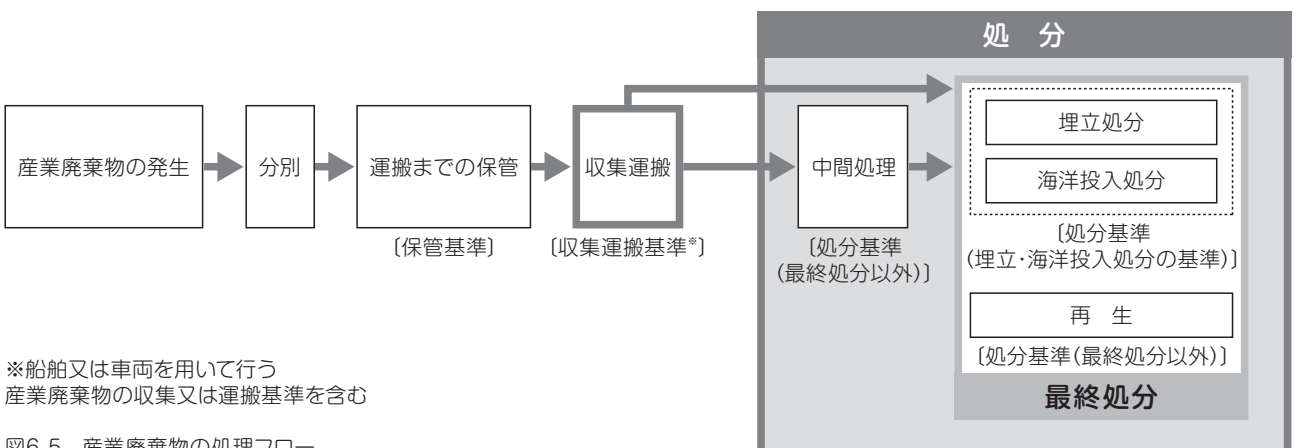 処 分
産業廃棄物の発生
分別
運搬までの保管
〔保管基準〕
収集運搬
〔収集運搬基準※〕
中間処理
〔処分基準
(最終処分以外)〕
埋立処分
海洋投入処分
〔処分基準
(埋立・海洋投入処分の基準)〕
再 生
〔処分基準(最終処分以外)〕
最終処分
※船舶又は車両を用いて行う
産業廃棄物の収集又は運搬基準を含む
図6-5 産業廃棄物の処理フロー